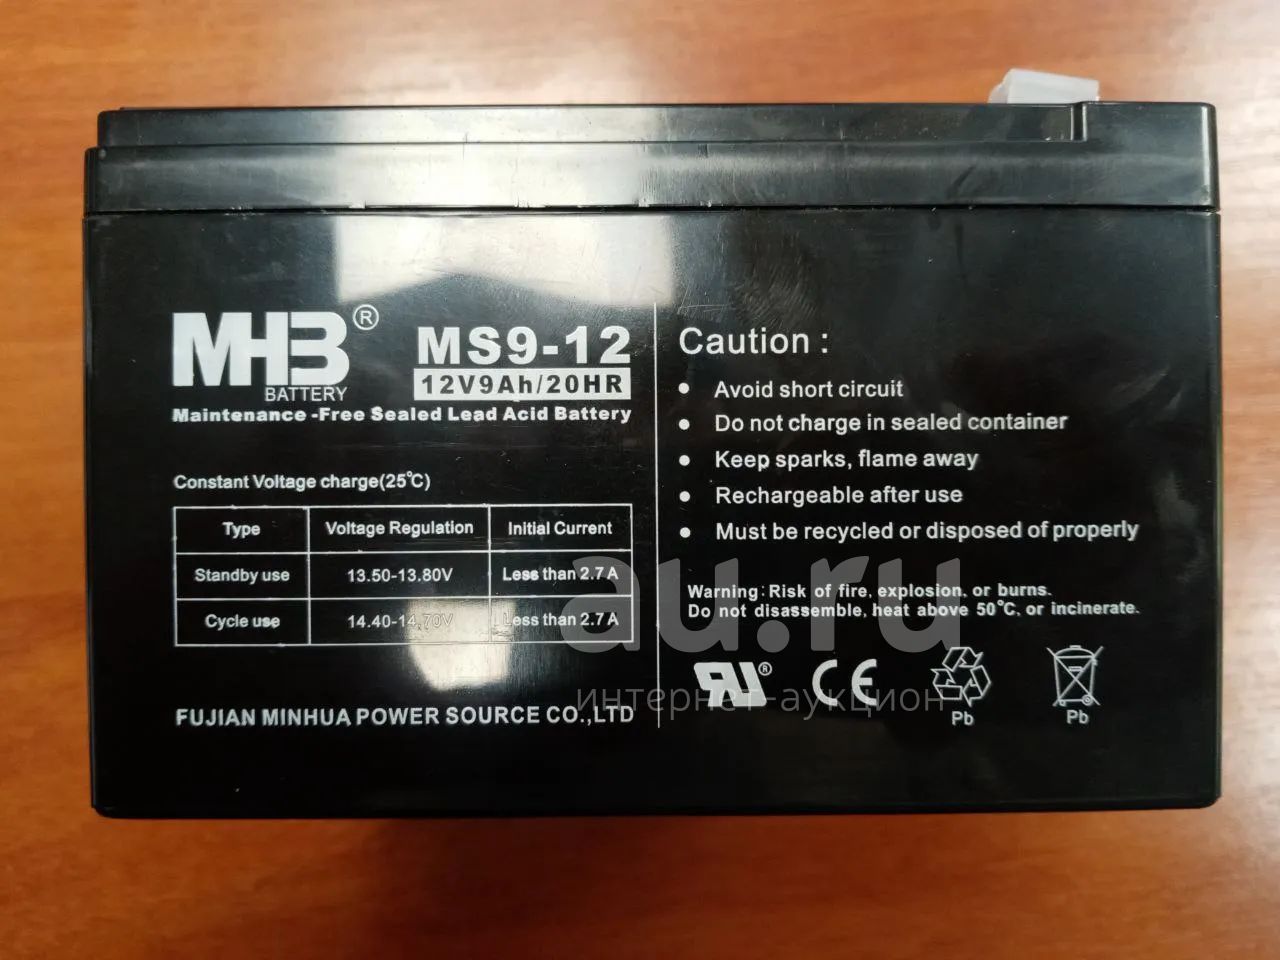 MHB®
BATTERY
MS9-12
12V9Ah/20HR
Maintenance -Free Sealed Lead Acid Battery
Constant Voltage charge(25℃)
Type Voltage Regulation Initial Current
Standby use 13.50-13.80V Less than 2.7A
Cycle use 14.40-14.70V Less than 2.7A
FUJIAN MINHUA POWER SOURCE CO.,LTD
Caution :
• Avoid short circuit
• Do not charge in sealed container
• Keep sparks, flame away
• Rechargeable after use
• Must be recycled or disposed of properly
Warning: Risk of fire, explosion, or burns.
Do not disassemble, heat above 50℃, or incinerate.
RU® CE
Pb Pb
au.ru
интернет-аукцион